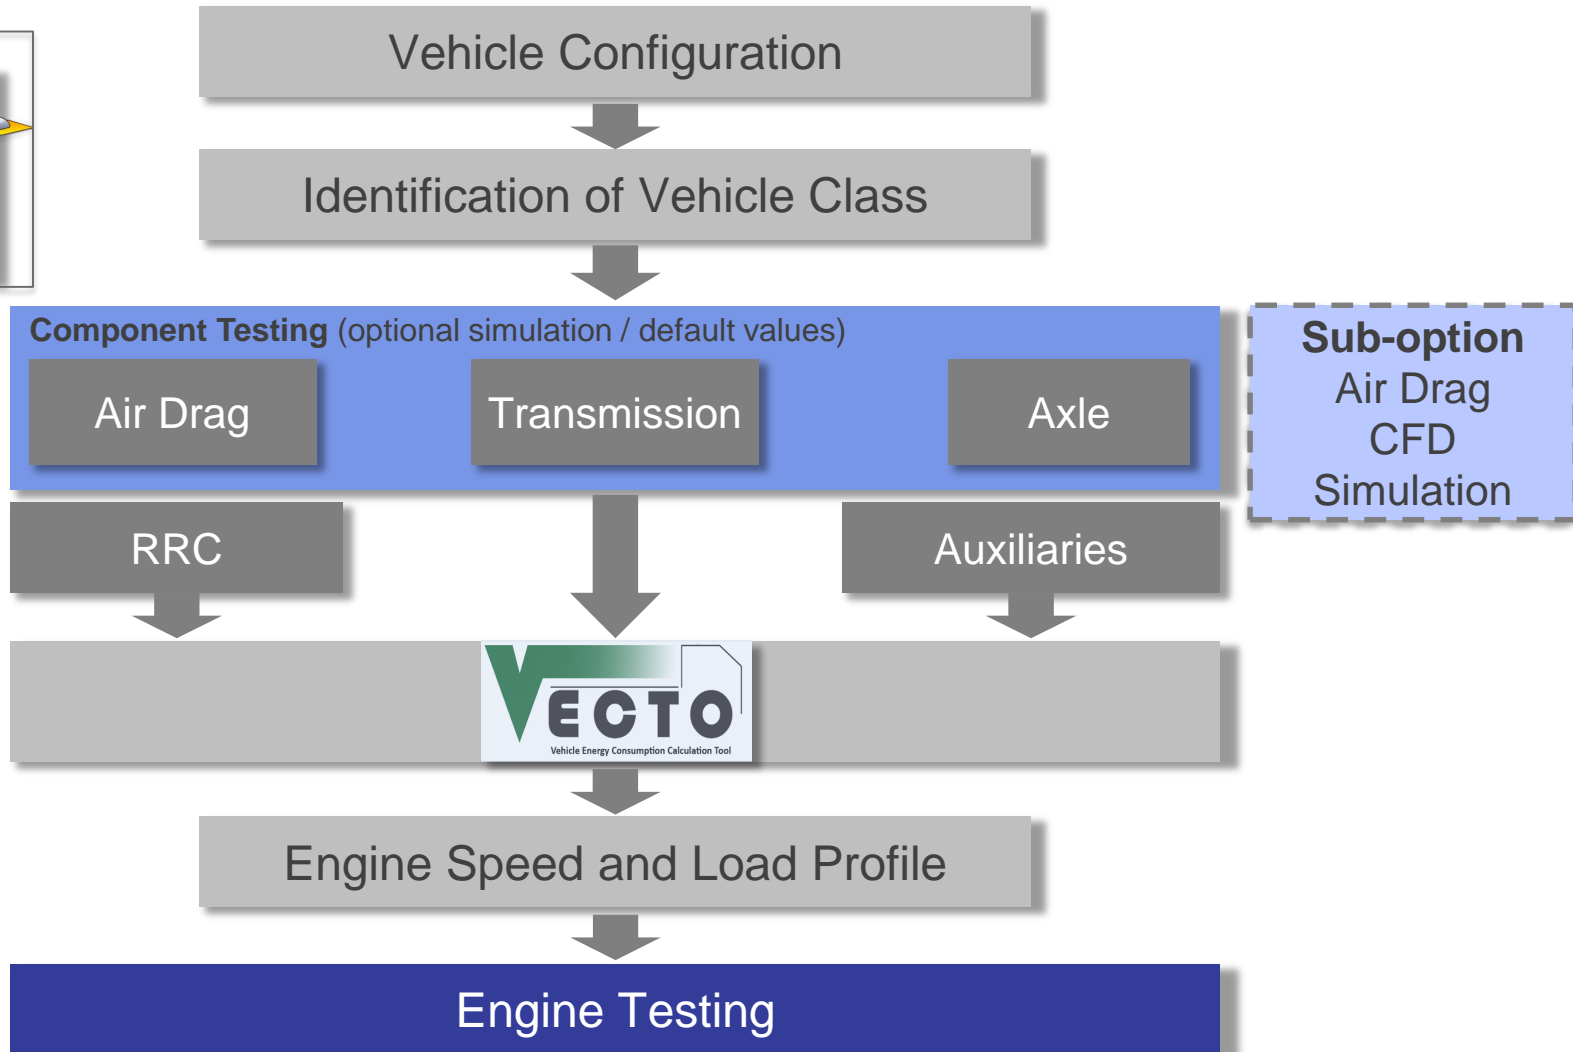 Vehicle Configuration
Identification of Vehicle Class
Component Testing (optional simulation / default values)
Air Drag
Transmission
Axle
Sub-option
Air Drag
CFD
Simulation
RRC
Auxiliaries
VECTO
Vehicle Energy Consumption Calculation Tool
Engine Speed and Load Profile
Engine Testing